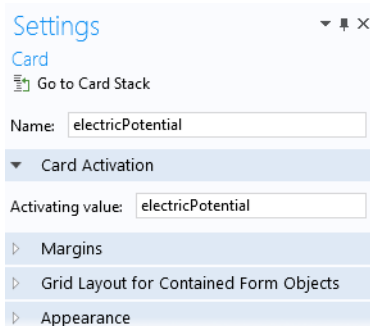 Settings
Card
Go to Card Stack
Name: electricPotential
Card Activation
Activating value: electricPotential
Margins
Grid Layout for Contained Form Objects
Appearance